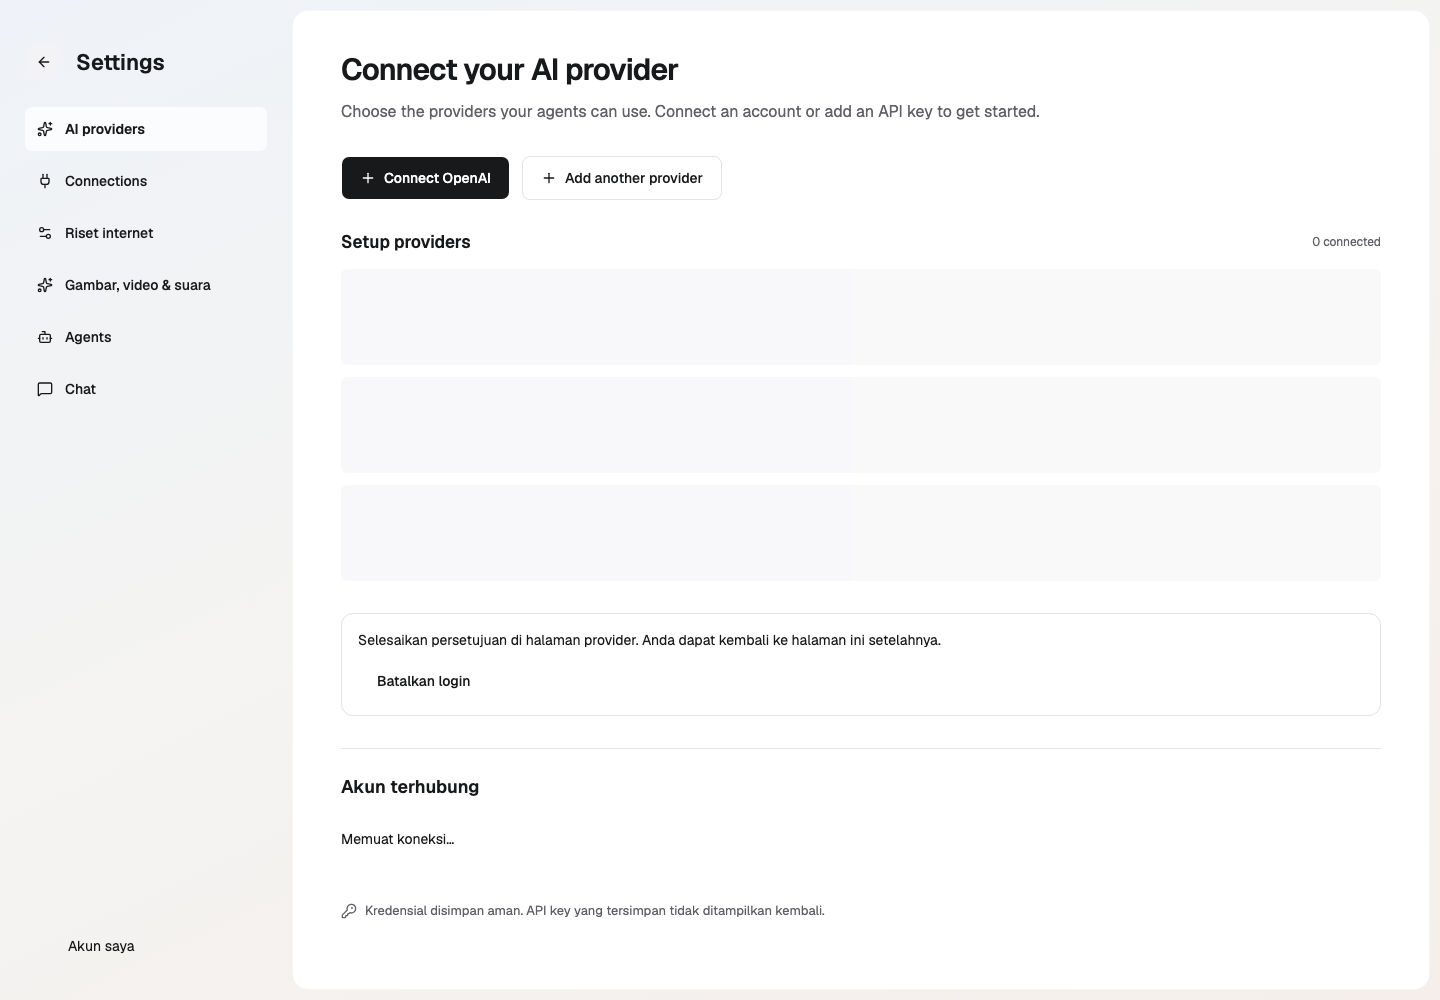 Settings
AI providers
Connections
Riset internet
Gambar, video & suara
Agents
Chat
Akun saya
Connect your AI provider
Choose the providers your agents can use. Connect an account or add an API key to get started.
Connect OpenAI
Add another provider
Setup providers
0 connected
Selesaikan persetujuan di halaman provider. Anda dapat kembali ke halaman ini setelahnya.
Batalkan login
Akun terhubung
Memuat koneksi...
Kredensial disimpan aman. API key yang tersimpan tidak ditampilkan kembali.